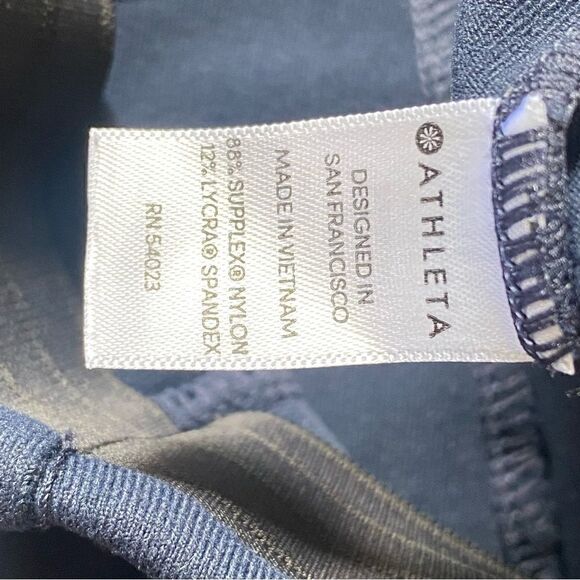 ATHLETA
DESIGNED IN
SAN FRANCISCO
MADE IN VIETNAM
88% SUPPLEX® NYLON
12% LYCRA® SPANDEX
RN 54023